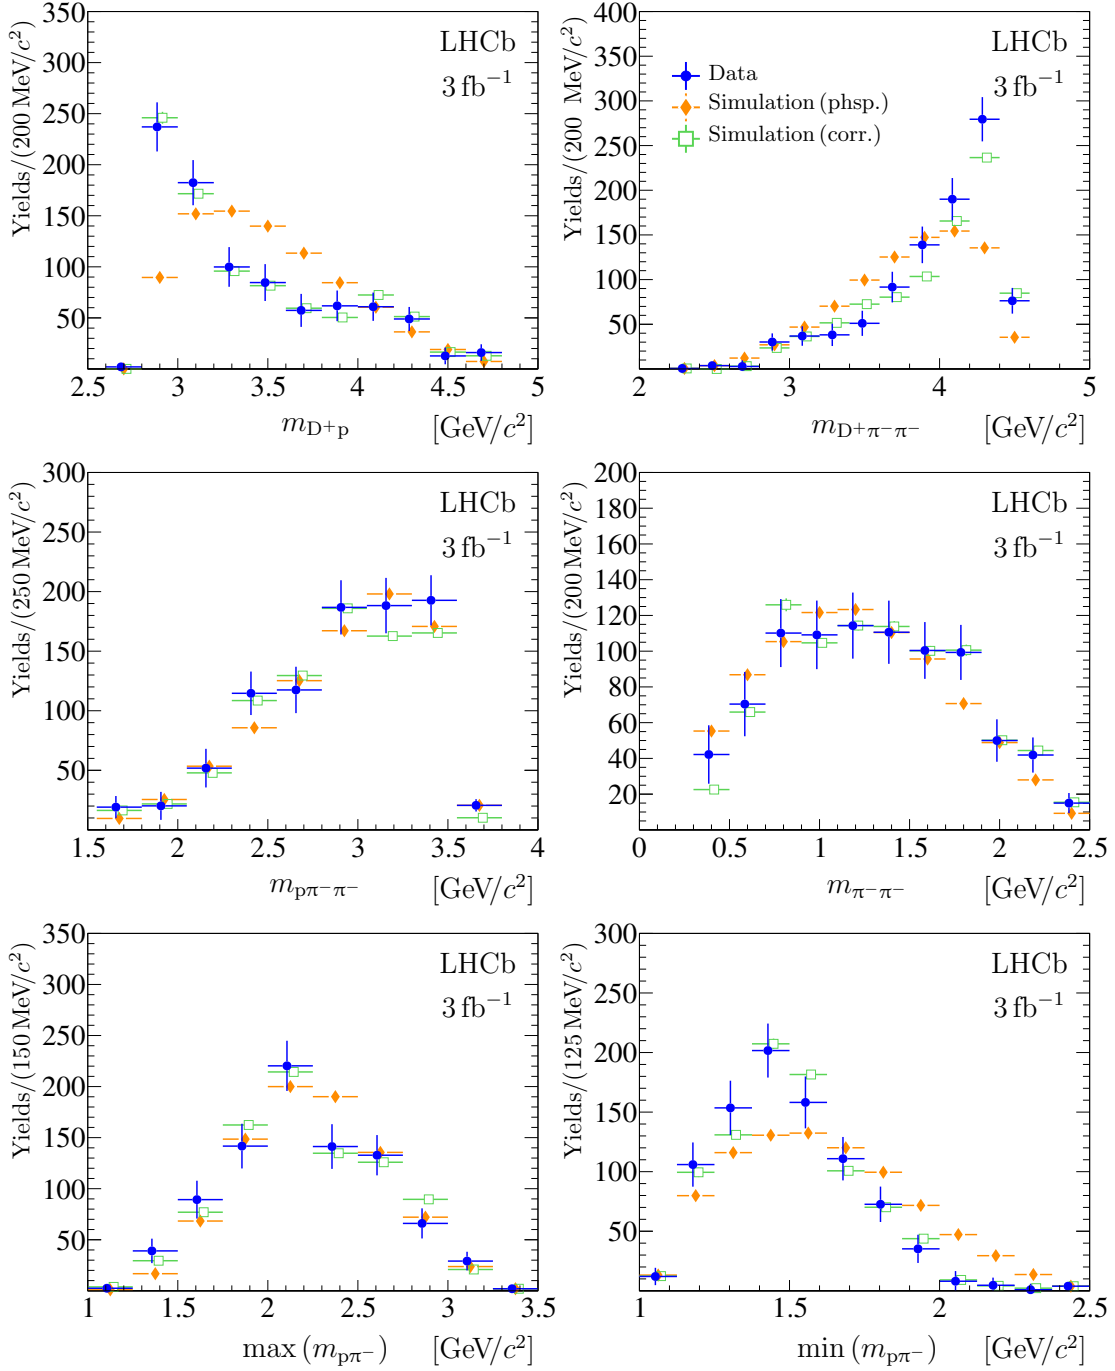 Yields/(200 MeV/c²)
350
300
250
200
150
100
50
2.5 3 3.5 4 4.5 5
LHCb
3 fb⁻¹
m_{D⁺p} [GeV/c²]
Yields/(200 MeV/c²)
400
350
300
250
200
150
100
50
2 3 4 5
LHCb
3 fb⁻¹
Data
Simulation (phsp.)
Simulation (corr.)
m_{D⁺π⁻π⁻} [GeV/c²]
Yields/(250 MeV/c²)
300
250
200
150
100
50
1.5 2 2.5 3 3.5 4
LHCb
3 fb⁻¹
m_{pπ⁻π⁻} [GeV/c²]
Yields/(200 MeV/c²)
200
180
160
140
120
100
80
60
40
20
0 0.5 1 1.5 2 2.5
LHCb
3 fb⁻¹
m_{π⁻π⁻} [GeV/c²]
Yields/(150 MeV/c²)
350
300
250
200
150
100
50
1 1.5 2 2.5 3 3.5
LHCb
3 fb⁻¹
max (m_{pπ⁻}) [GeV/c²]
Yields/(125 MeV/c²)
300
250
200
150
100
50
1 1.5 2 2.5
LHCb
3 fb⁻¹
min (m_{pπ⁻}) [GeV/c²]